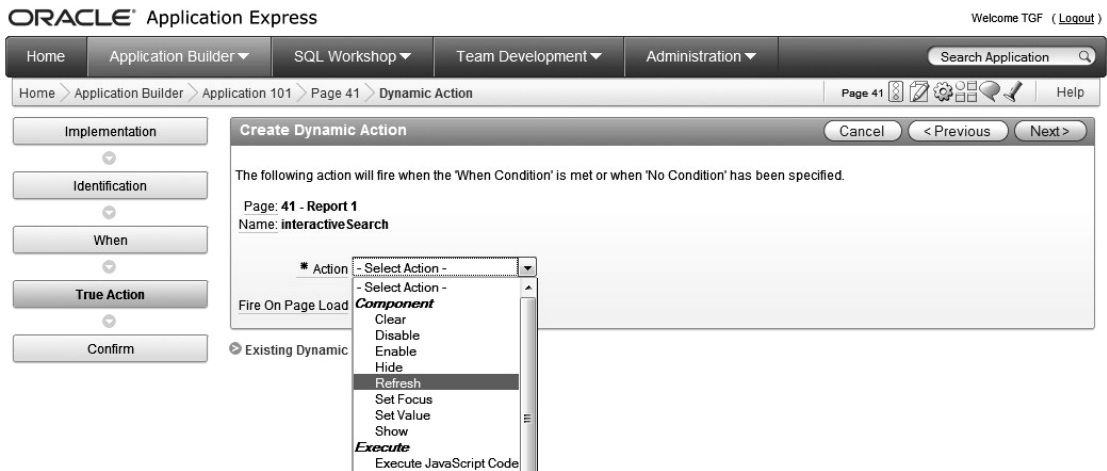 ORACLE® Application Express
Welcome TGF ( Logout )
Home Application Builder SQL Workshop Team Development Administration Search Application
Home Application Builder Application 101 Page 41 Dynamic Action Page 41 Help
Implementation
Identification
When
True Action
Confirm
Create Dynamic Action Cancel < Previous Next >
The following action will fire when the 'When Condition' is met or when 'No Condition' has been specified.
Page: 41 - Report 1
Name: interactiveSearch
* Action - Select Action -
- Select Action -
Fire On Page Load Component
Clear
Disable
Existing Dynamic Enable
Hide
Refresh
Set Focus
Set Value
Show
Execute
Execute JavaScript Code